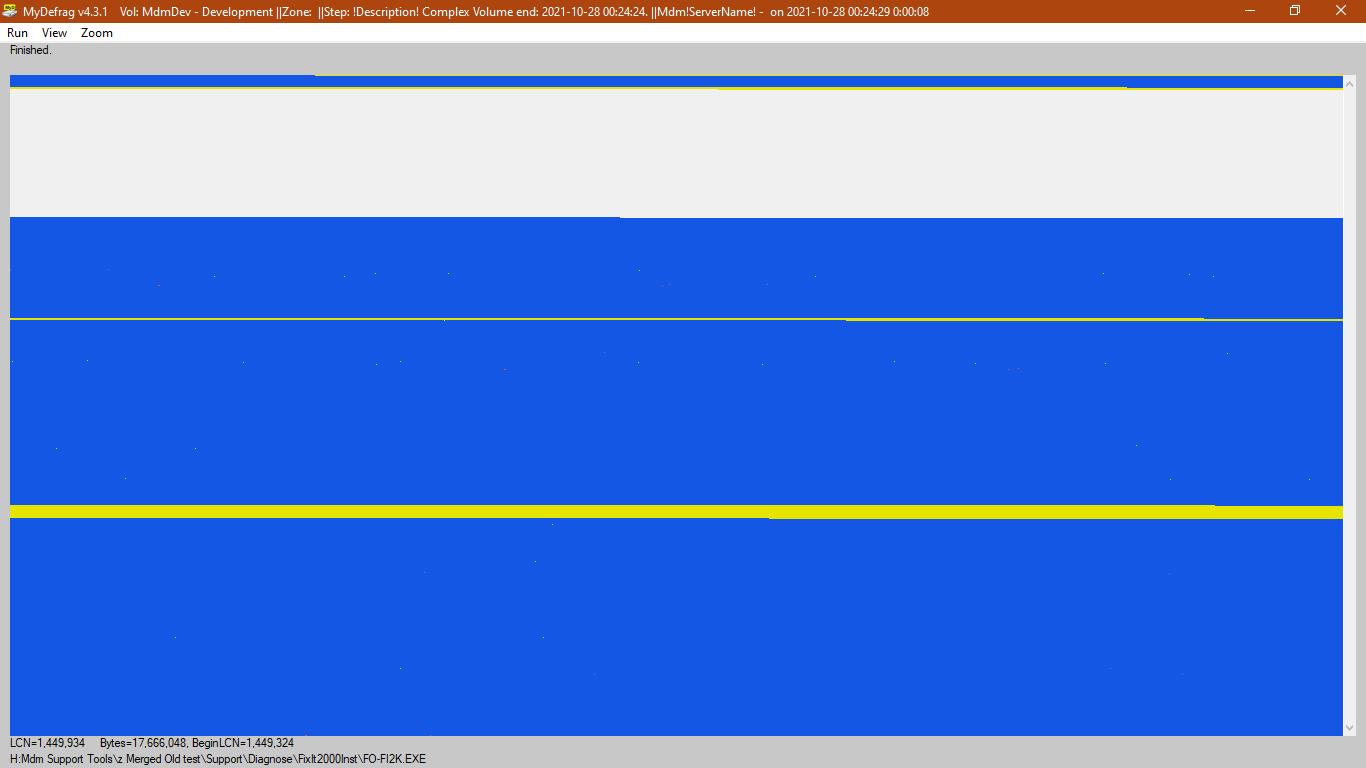 MyDefrag v4.3.1    Vol: MdmDev - Development ||Zone:  ||Step: !Description! Complex Volume end: 2021-10-28 00:24:24. ||Mdm!ServerName! -  on 2021-10-28 00:24:29 0:00:08
Run View Zoom
Finished.
LCN=1,449,934     Bytes=17,666,048, BeginLCN=1,449,324
H:Mdm Support Tools\z Merged Old test\Support\Diagnose\FixIt2000Inst\FO-FI2K.EXE